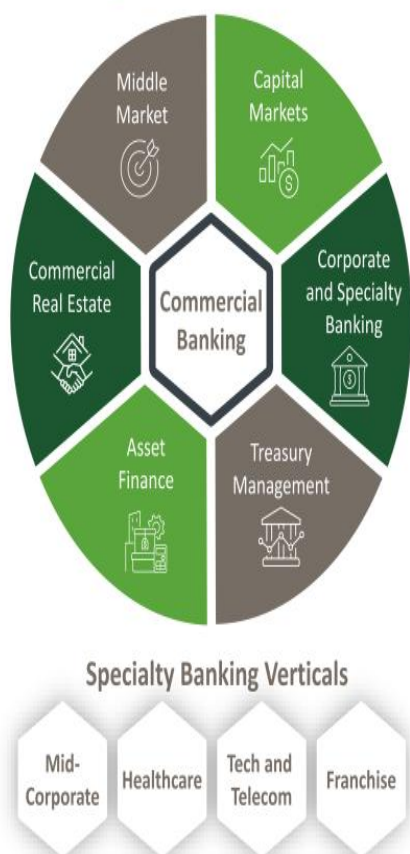 Middle
Market
Capital
Markets
Commercial
Real Estate
Commercial
Banking
Corporate
and Specialty
Banking
Asset
Finance
Treasury
Management
Specialty Banking Verticals
Mid-
Corporate
Healthcare
Tech and
Telecom
Franchise